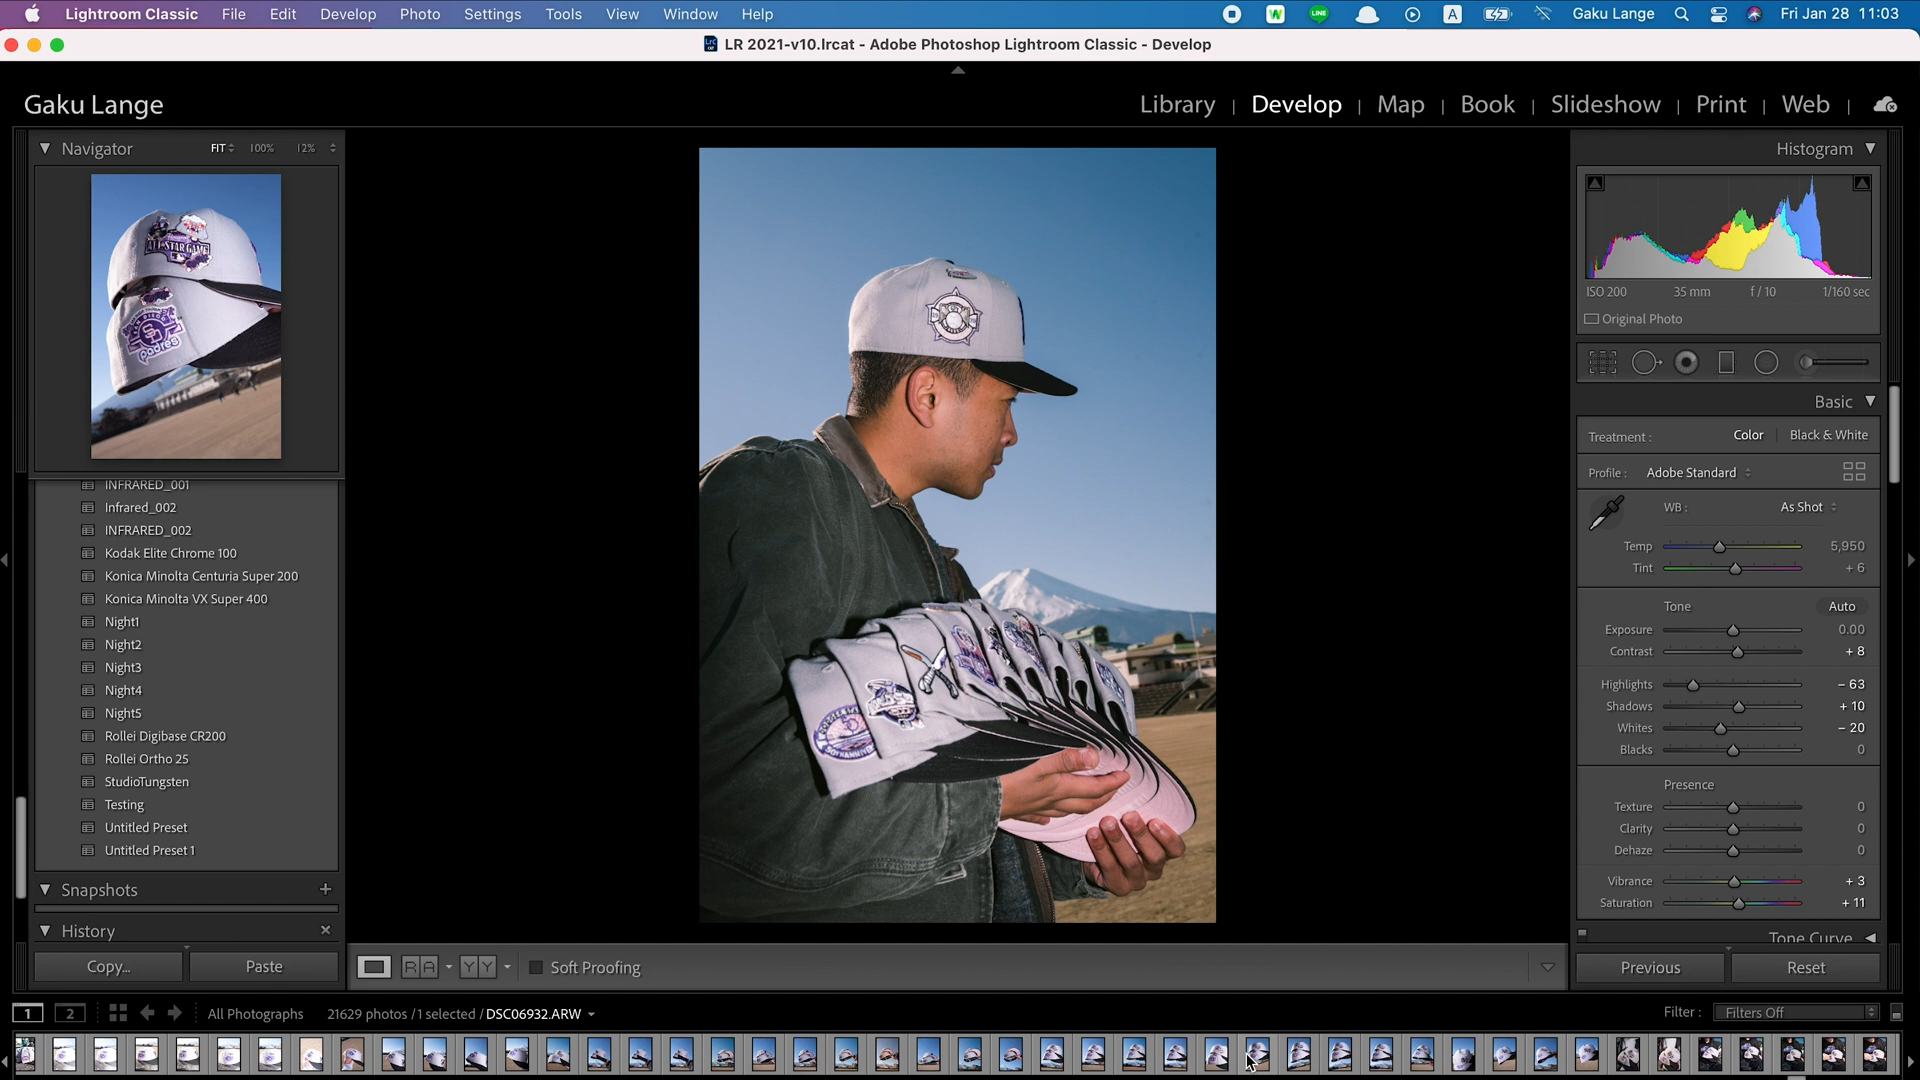 Lightroom Classic File Edit Develop Photo Settings Tools View Window Help
W LINE A Gaku Lange Fri Jan 28 11:03
LR 2021-v10.lrcat - Adobe Photoshop Lightroom Classic - Develop
Gaku Lange
Library | Develop | Map | Book | Slideshow | Print | Web |
Navigator FIT 100% 12%
ALL-STAR GAME
SAN DIEGO
Padres
INFRARED_001
Infrared_002
INFRARED_002
Kodak Elite Chrome 100
Konica Minolta Centuria Super 200
Konica Minolta VX Super 400
Night1
Night2
Night3
Night4
Night5
Rollei Digibase CR200
Rollei Ortho 25
StudioTungsten
Testing
Untitled Preset
Untitled Preset 1
Snapshots +
History ×
Copy... Paste
R A Y Y Soft Proofing
Histogram
ISO 200 35 mm f / 10 1/160 sec
Original Photo
Basic
Treatment : Color Black & White
Profile : Adobe Standard
WB : As Shot
Temp 5,950
Tint + 6
Tone Auto
Exposure 0.00
Contrast + 8
Highlights – 63
Shadows + 10
Whites – 20
Blacks 0
Presence
Texture 0
Clarity 0
Dehaze 0
Vibrance + 3
Saturation + 11
Tone Curve
Previous Reset
1 2 All Photographs 21629 photos / 1 selected / DSC06932.ARW
Filter : Filters Off